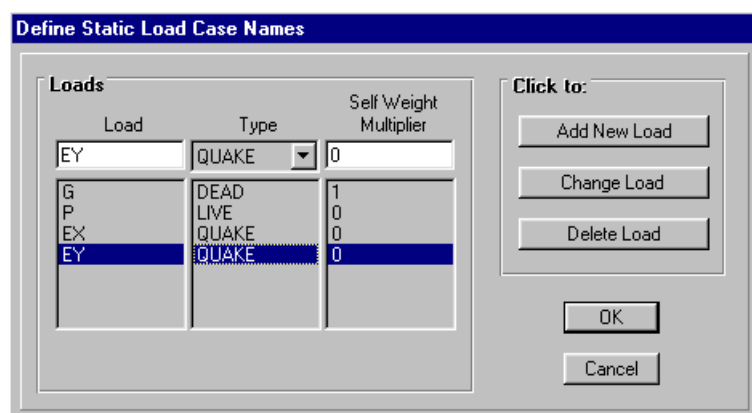 Define Static Load Case Names
Loads
Load Type Self Weight Multiplier
EY QUAKE 0
G DEAD 1
P LIVE 0
EX QUAKE 0
EY QUAKE 0
Click to:
Add New Load
Change Load
Delete Load
OK
Cancel